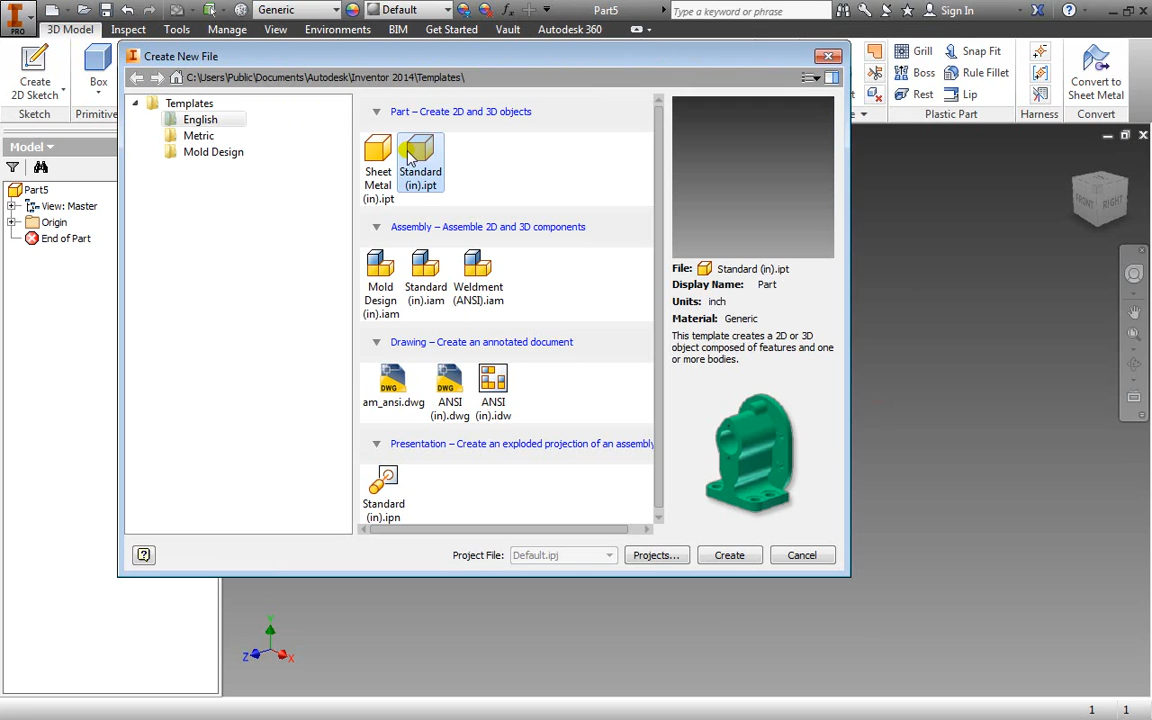 PRO
Generic
Default
Part5
Type a keyword or phrase
Sign In
3D Model
Inspect
Tools
Manage
View
Environments
BIM
Get Started
Vault
Autodesk 360
Create
2D Sketch
Sketch
Box
Primitive
Grill
Snap Fit
Boss
Rule Fillet
Rest
Lip
Plastic Part
Harness
Convert to
Sheet Metal
Convert
Create New File
C:\Users\Public\Documents\Autodesk\Inventor 2014\Templates\
Templates
English
Metric
Mold Design
Part – Create 2D and 3D objects
Sheet
Metal
(in).ipt
Standard
(in).ipt
Assembly – Assemble 2D and 3D components
Mold
Design
(in).iam
Standard
(in).iam
Weldment
(ANSI).iam
Drawing – Create an annotated document
am_ansi.dwg
ANSI
(in).dwg
ANSI
(in).idw
Presentation – Create an exploded projection of an assembly
Standard
(in).ipn
File: Standard (in).ipt
Display Name: Part
Units: inch
Material: Generic
This template creates a 2D or 3D
object composed of features and one
or more bodies.
Project File: Default.ipj
Projects...
Create
Cancel
Model
Part5
View: Master
Origin
End of Part
FRONT
RIGHT
Y
Z
X
1 1